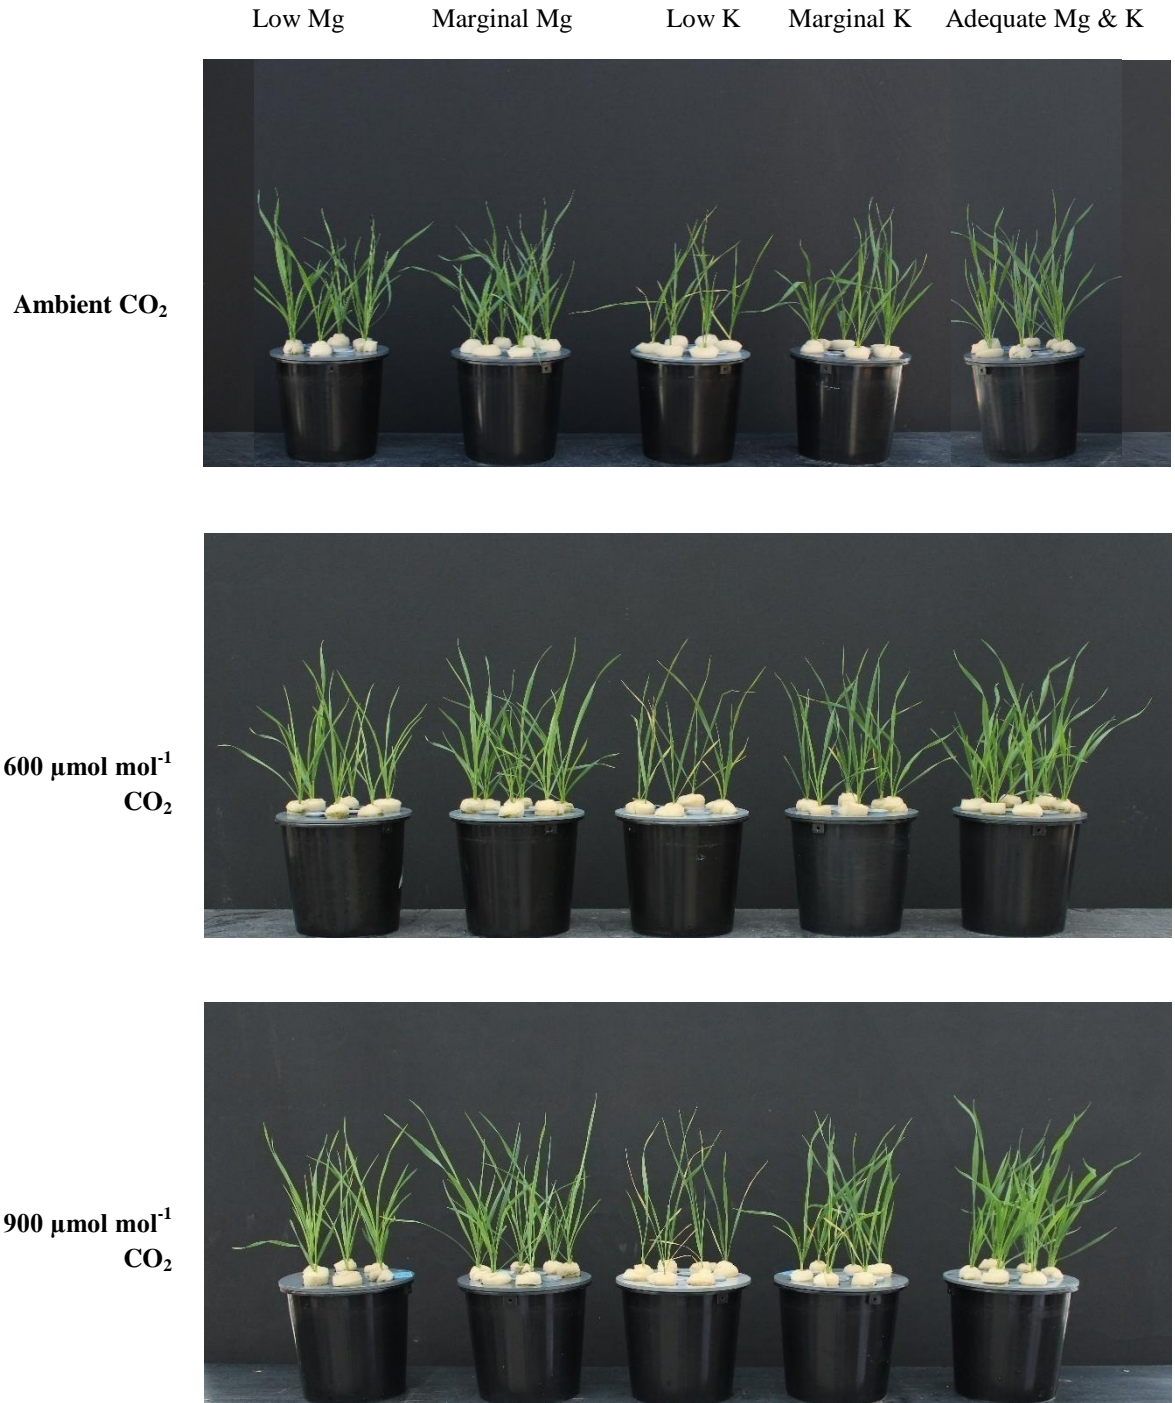 Low Mg Marginal Mg Low K Marginal K Adequate Mg & K
Ambient CO₂
600 µmol mol⁻¹
CO₂
900 µmol mol⁻¹
CO₂